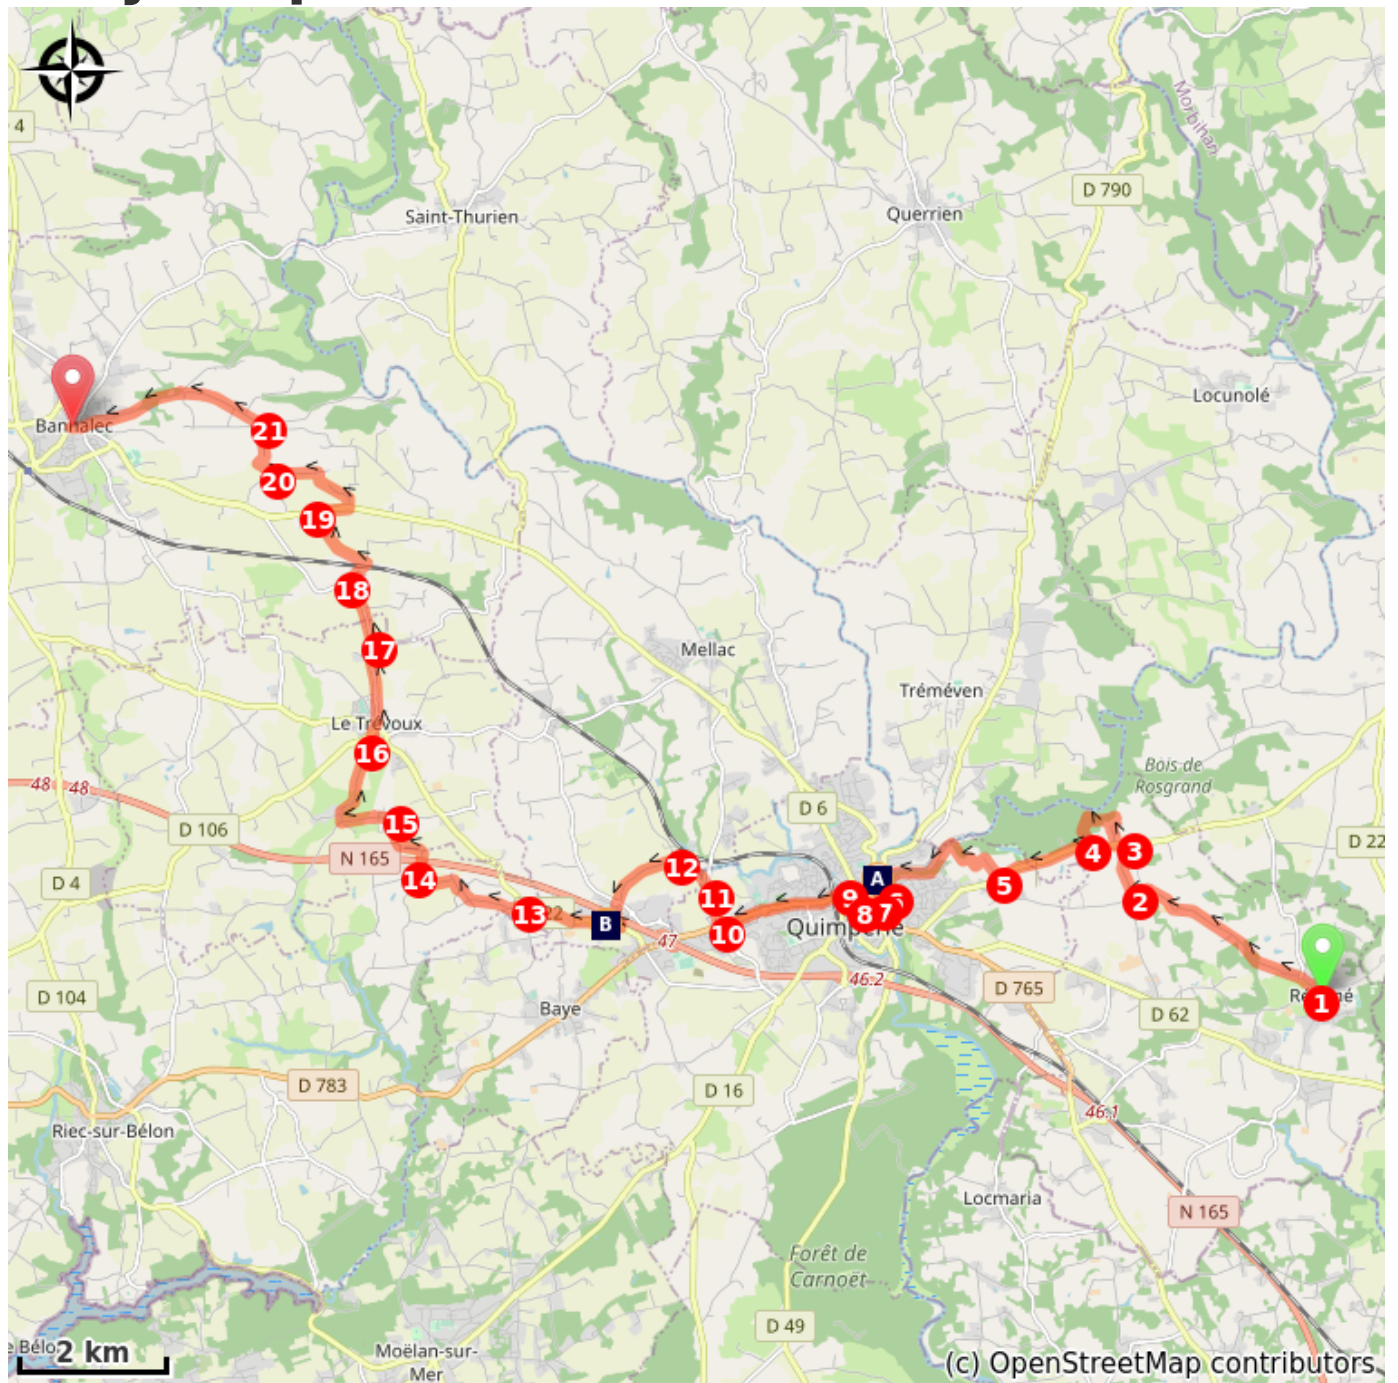 4
Morbihan
D 790
Saint-Thurien
Querrien
Locunolé
Bannalec
21
20
19
18
17
Mellac
Tréméven
Le Trévoux
16
Bois de
Rosgrand
48
48
D 106
D 6
D 22
15
N 165
12
A
4
3
5
D 4
14
11
9
2
13
B
8
7
10
Quimperlé
47
46.2
D 104
D 765
Rédené
1
Baye
D 62
D 783
D 16
46.1
Riec-sur-Bélon
Locmaria
N 165
Forêt de
Carnoët
D 49
2 km
Moëlan-sur-
Mer
(c) OpenStreetMap contributors